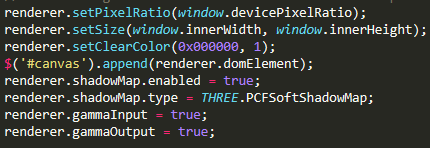 renderer.setPixelRatio(window.devicePixelRatio);
renderer.setSize(window.innerWidth, window.innerHeight);
renderer.setClearColor(0x000000, 1);
$('#canvas').append(renderer.domElement);
renderer.shadowMap.enabled = true;
renderer.shadowMap.type = THREE.PCFSoftShadowMap;
renderer.gammaInput = true;
renderer.gammaOutput = true;